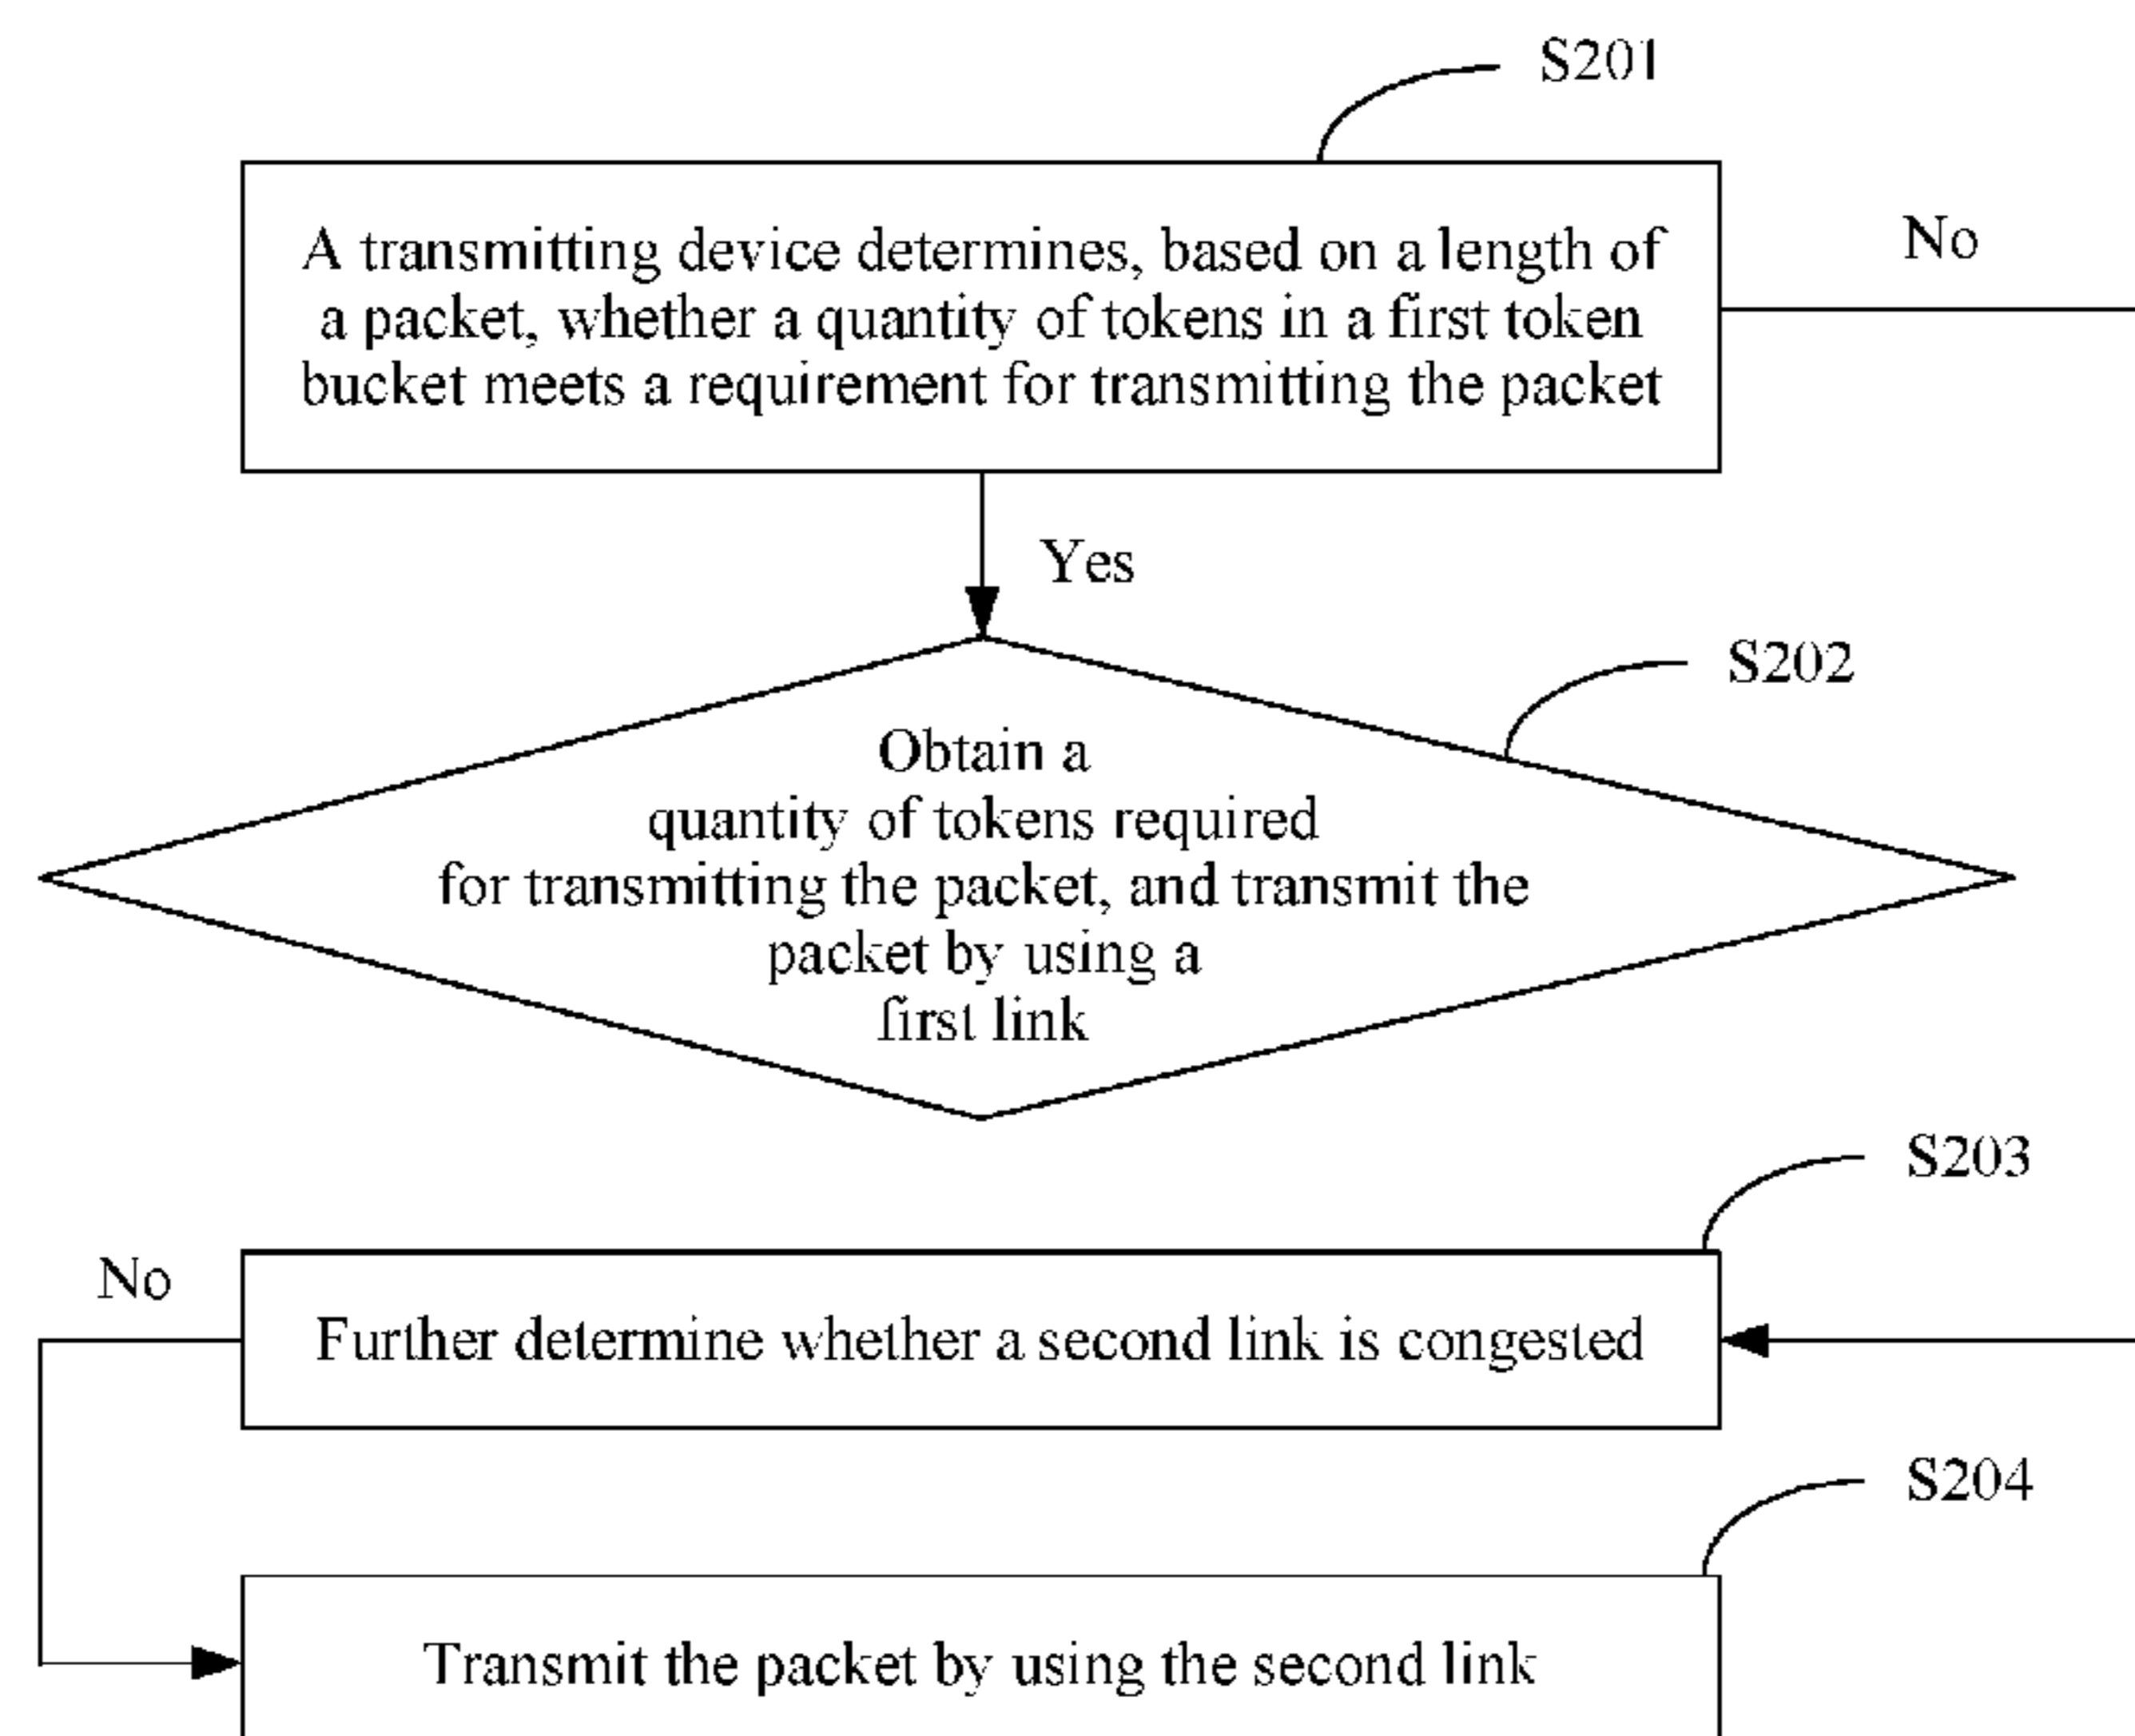 S201
A transmitting device determines, based on a length of
a packet, whether a quantity of tokens in a first token
bucket meets a requirement for transmitting the packet
No
Yes
S202
Obtain a
quantity of tokens required
for transmitting the packet, and transmit the
packet by using a
first link
S203
No
Further determine whether a second link is congested
S204
Transmit the packet by using the second link